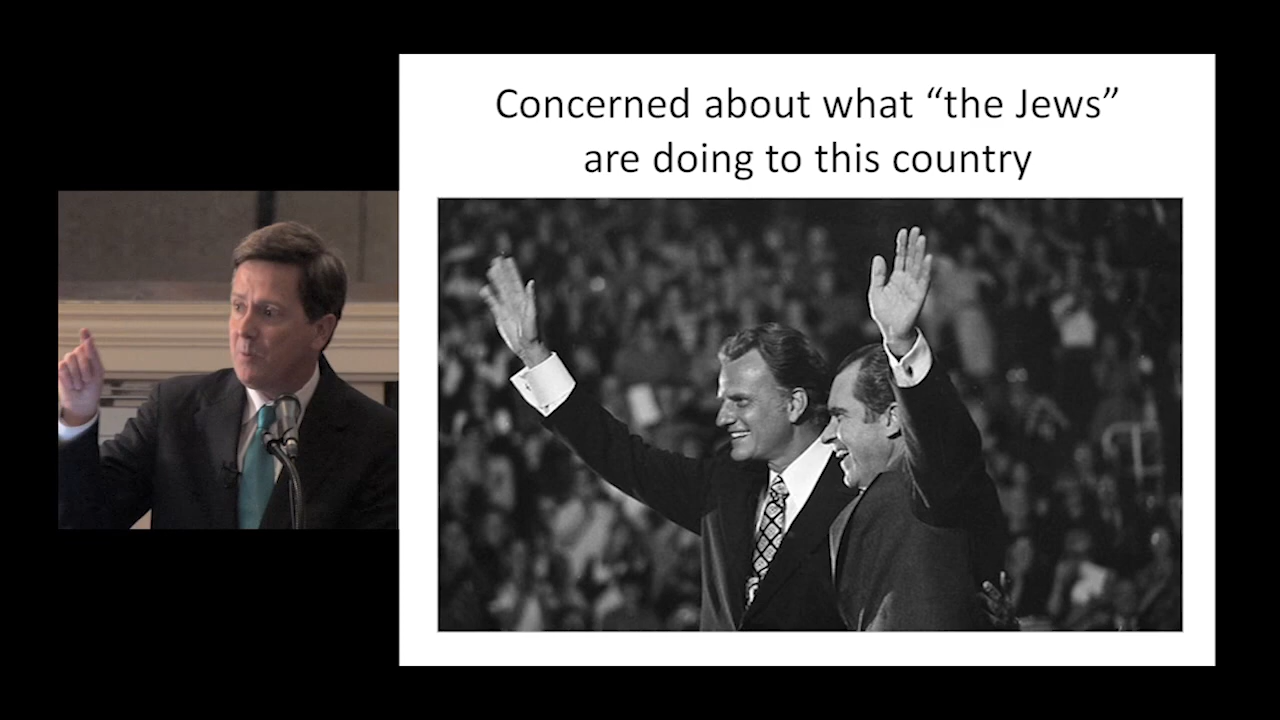 Concerned about what “the Jews”
are doing to this country